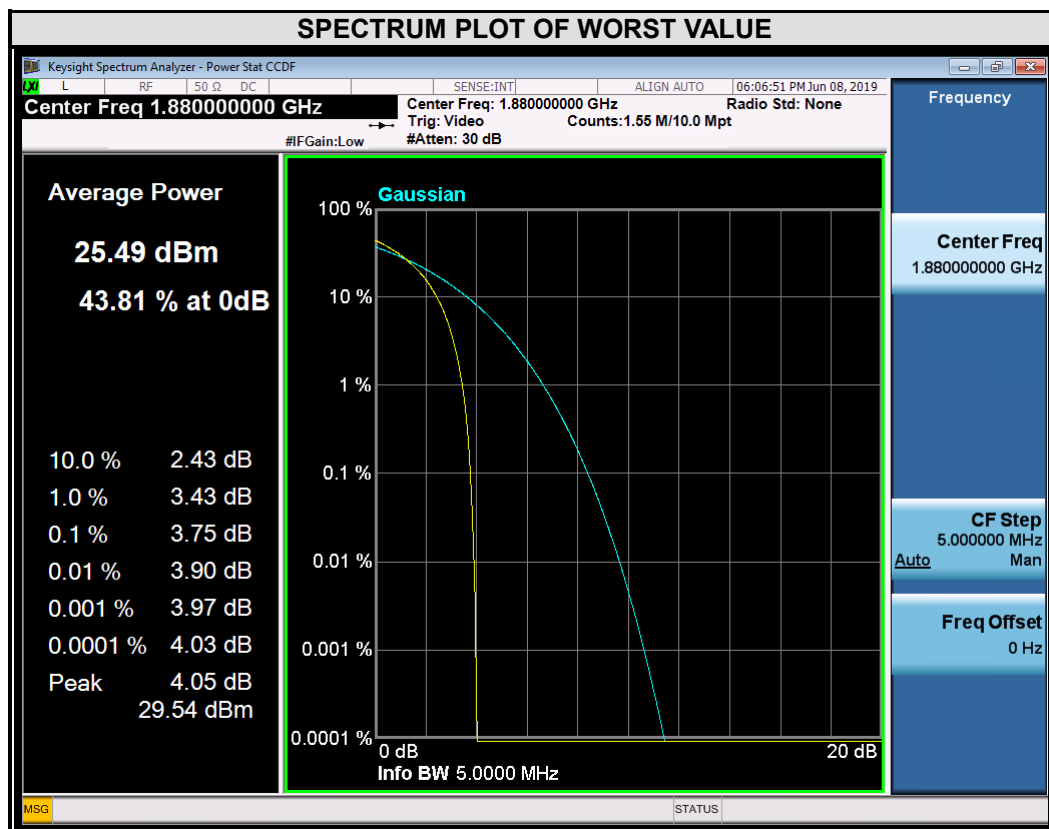 SPECTRUM PLOT OF WORST VALUE
Keysight Spectrum Analyzer - Power Stat CCDF
LXI L RF 50 Ω DC SENSE:INT ALIGN AUTO 06:06:51 PM Jun 08, 2019
Center Freq 1.880000000 GHz
Center Freq: 1.880000000 GHz Radio Std: None
Trig: Video Counts:1.55 M/10.0 Mpt
#IFGain:Low #Atten: 30 dB
Average Power
25.49 dBm
43.81 % at 0dB
10.0 % 2.43 dB
1.0 % 3.43 dB
0.1 % 3.75 dB
0.01 % 3.90 dB
0.001 % 3.97 dB
0.0001 % 4.03 dB
Peak 4.05 dB
29.54 dBm
Gaussian
100 %
10 %
1 %
0.1 %
0.01 %
0.001 %
0.0001 %
0 dB 20 dB
Info BW 5.0000 MHz
Frequency
Center Freq
1.880000000 GHz
CF Step
5.000000 MHz
Auto Man
Freq Offset
0 Hz
MSG STATUS